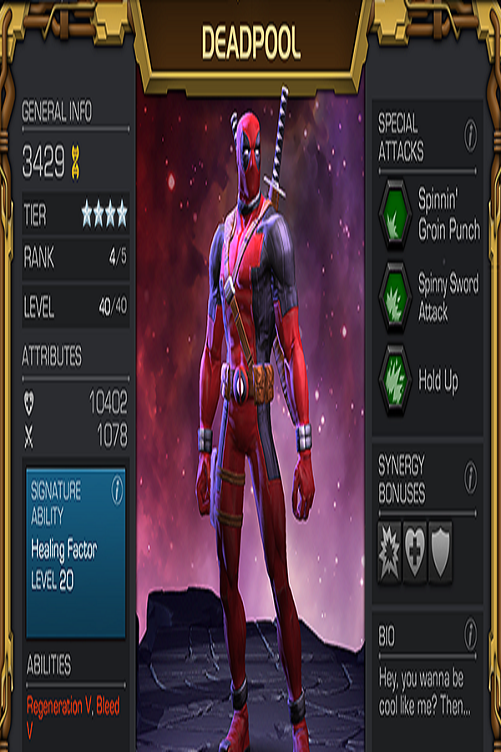 DEADPOOL
GENERAL INFO
3429
TIER
RANK 4/5
LEVEL 40/40
ATTRIBUTES
10402
1078
SIGNATURE
ABILITY
Healing Factor
LEVEL 20
ABILITIES
Regeneration V, Bleed
V
SPECIAL
ATTACKS
Spinnin'
Groin Punch
Spinny Sword
Attack
Hold Up
SYNERGY
BONUSES
BIO
Hey, you wanna be
cool like me? Then...